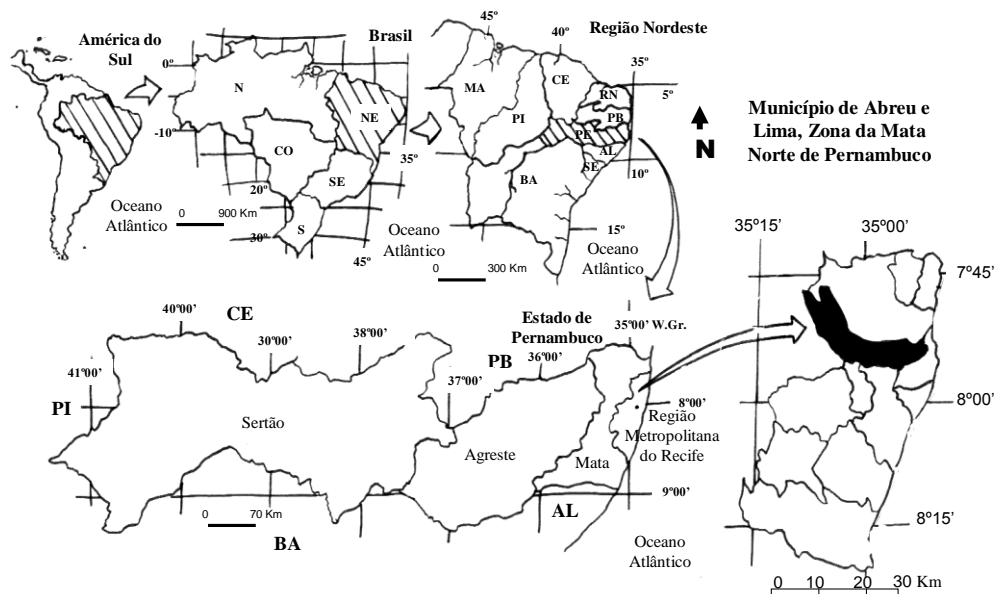 América do
Sul
Brasil
0º
-10º
20º
30º
45º
35º
N
NE
CO
SE
S
Oceano
Atlântico
0 900 Km
Oceano
Atlântico
Região Nordeste
45º
40º
35º
5º
10º
15º
MA
PI
CE
RN
PB
PE
AL
SE
BA
Oceano
Atlântico
0 300 Km
N
Município de Abreu e
Lima, Zona da Mata
Norte de Pernambuco
35º15’
35º00’
7º45’
8º00’
8º15’
0 10 20 30 Km
Estado de
Pernambuco
CE
PB
PI
BA
AL
41º00’
40º00’
30º00’
38º00’
37º00’
36º00’
35º00’ W.Gr.
8º00’
9º00’
Sertão
Agreste
Mata
Região
Metropolitana
do Recife
Oceano
Atlântico
0 70 Km